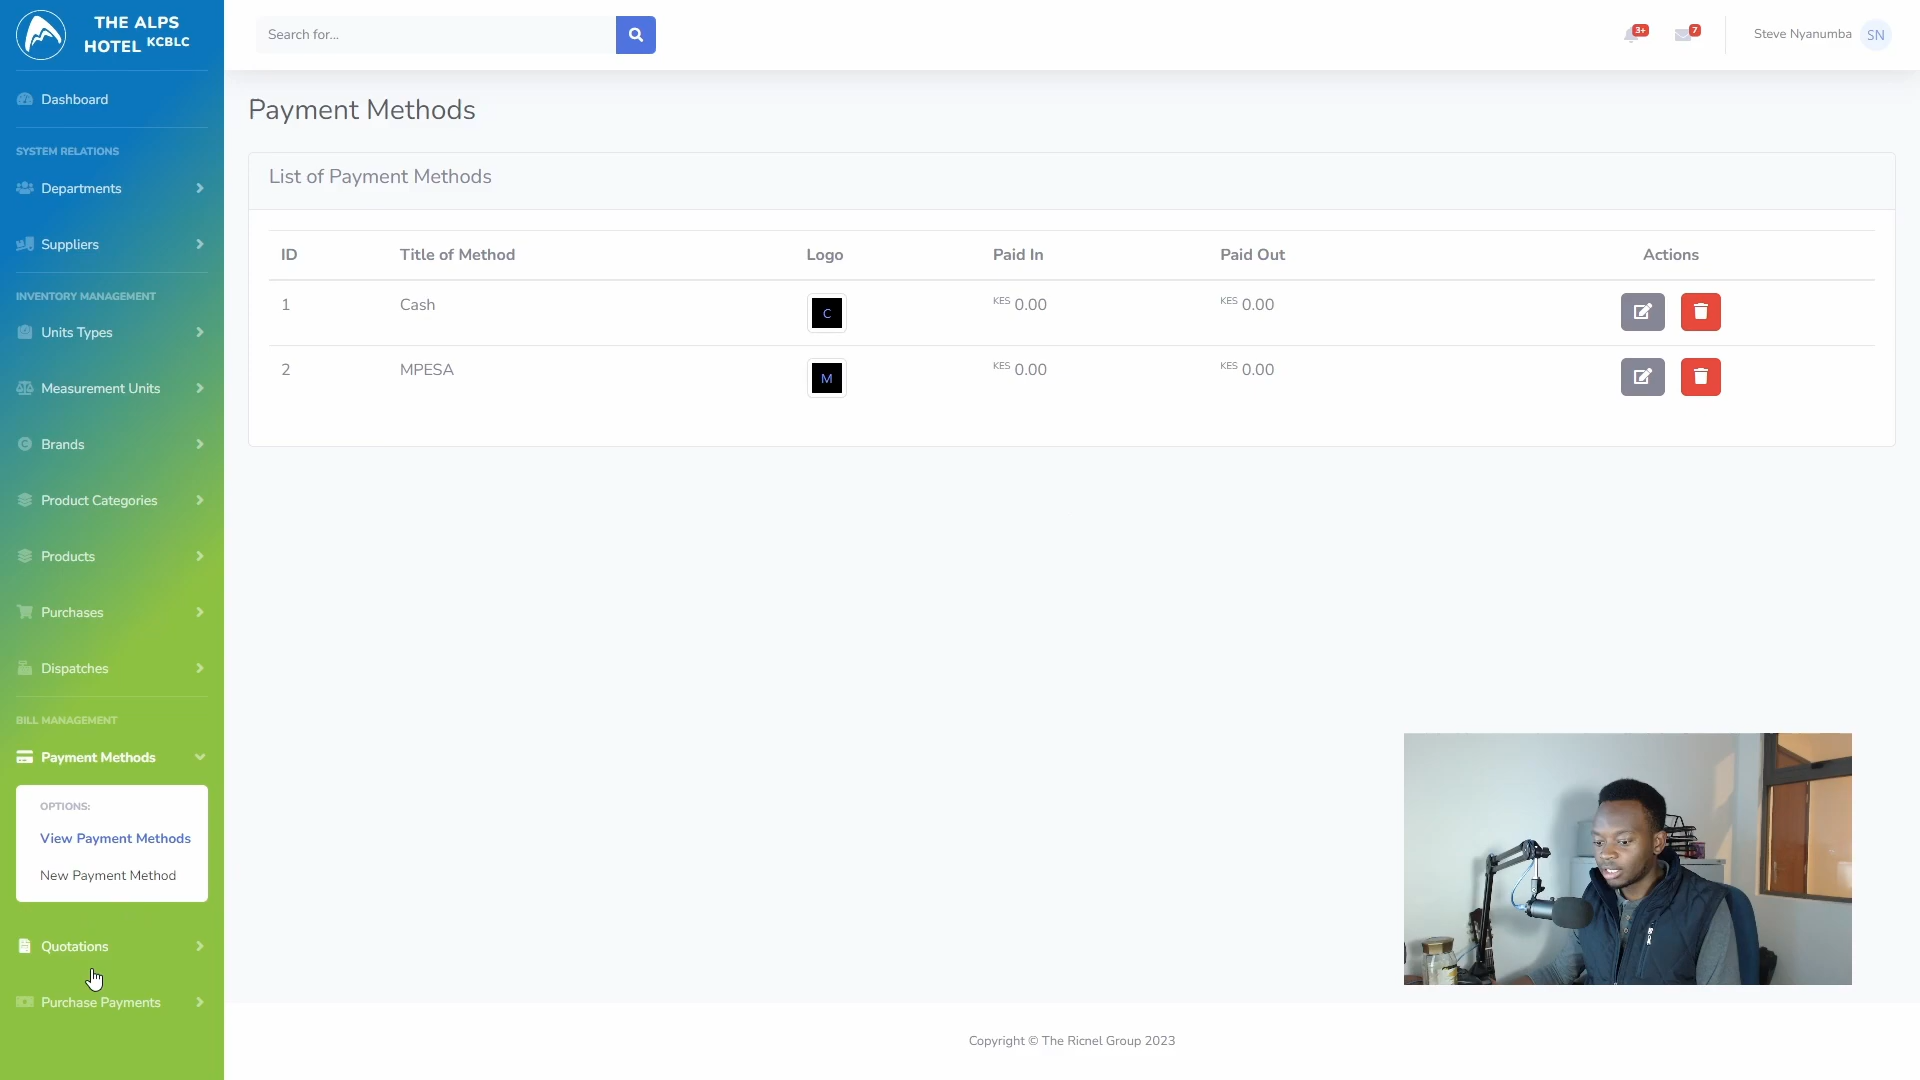 THE ALPS
HOTEL KCBLC
Search for...
3+
7
Steve Nyanumba
SN
Dashboard
SYSTEM RELATIONS
Departments
Suppliers
INVENTORY MANAGEMENT
Units Types
Measurement Units
Brands
Product Categories
Products
Purchases
Dispatches
BILL MANAGEMENT
Payment Methods
OPTIONS:
View Payment Methods
New Payment Method
Quotations
Purchase Payments
Payment Methods
List of Payment Methods
ID Title of Method Logo Paid In Paid Out Actions
1 Cash C KES 0.00 KES 0.00
2 MPESA M KES 0.00 KES 0.00
Copyright © The Ricnel Group 2023